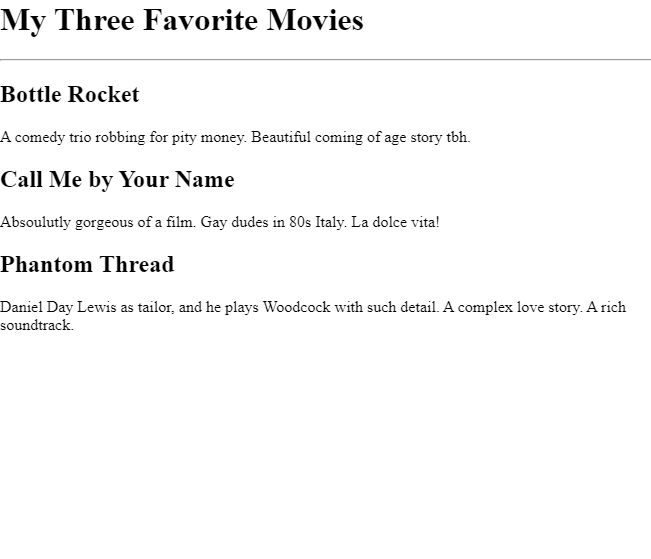 My Three Favorite Movies
Bottle Rocket
A comedy trio robbing for pity money. Beautiful coming of age story tbh.
Call Me by Your Name
Absoulutly gorgeous of a film. Gay dudes in 80s Italy. La dolce vita!
Phantom Thread
Daniel Day Lewis as tailor, and he plays Woodcock with such detail. A complex love story. A rich
soundtrack.